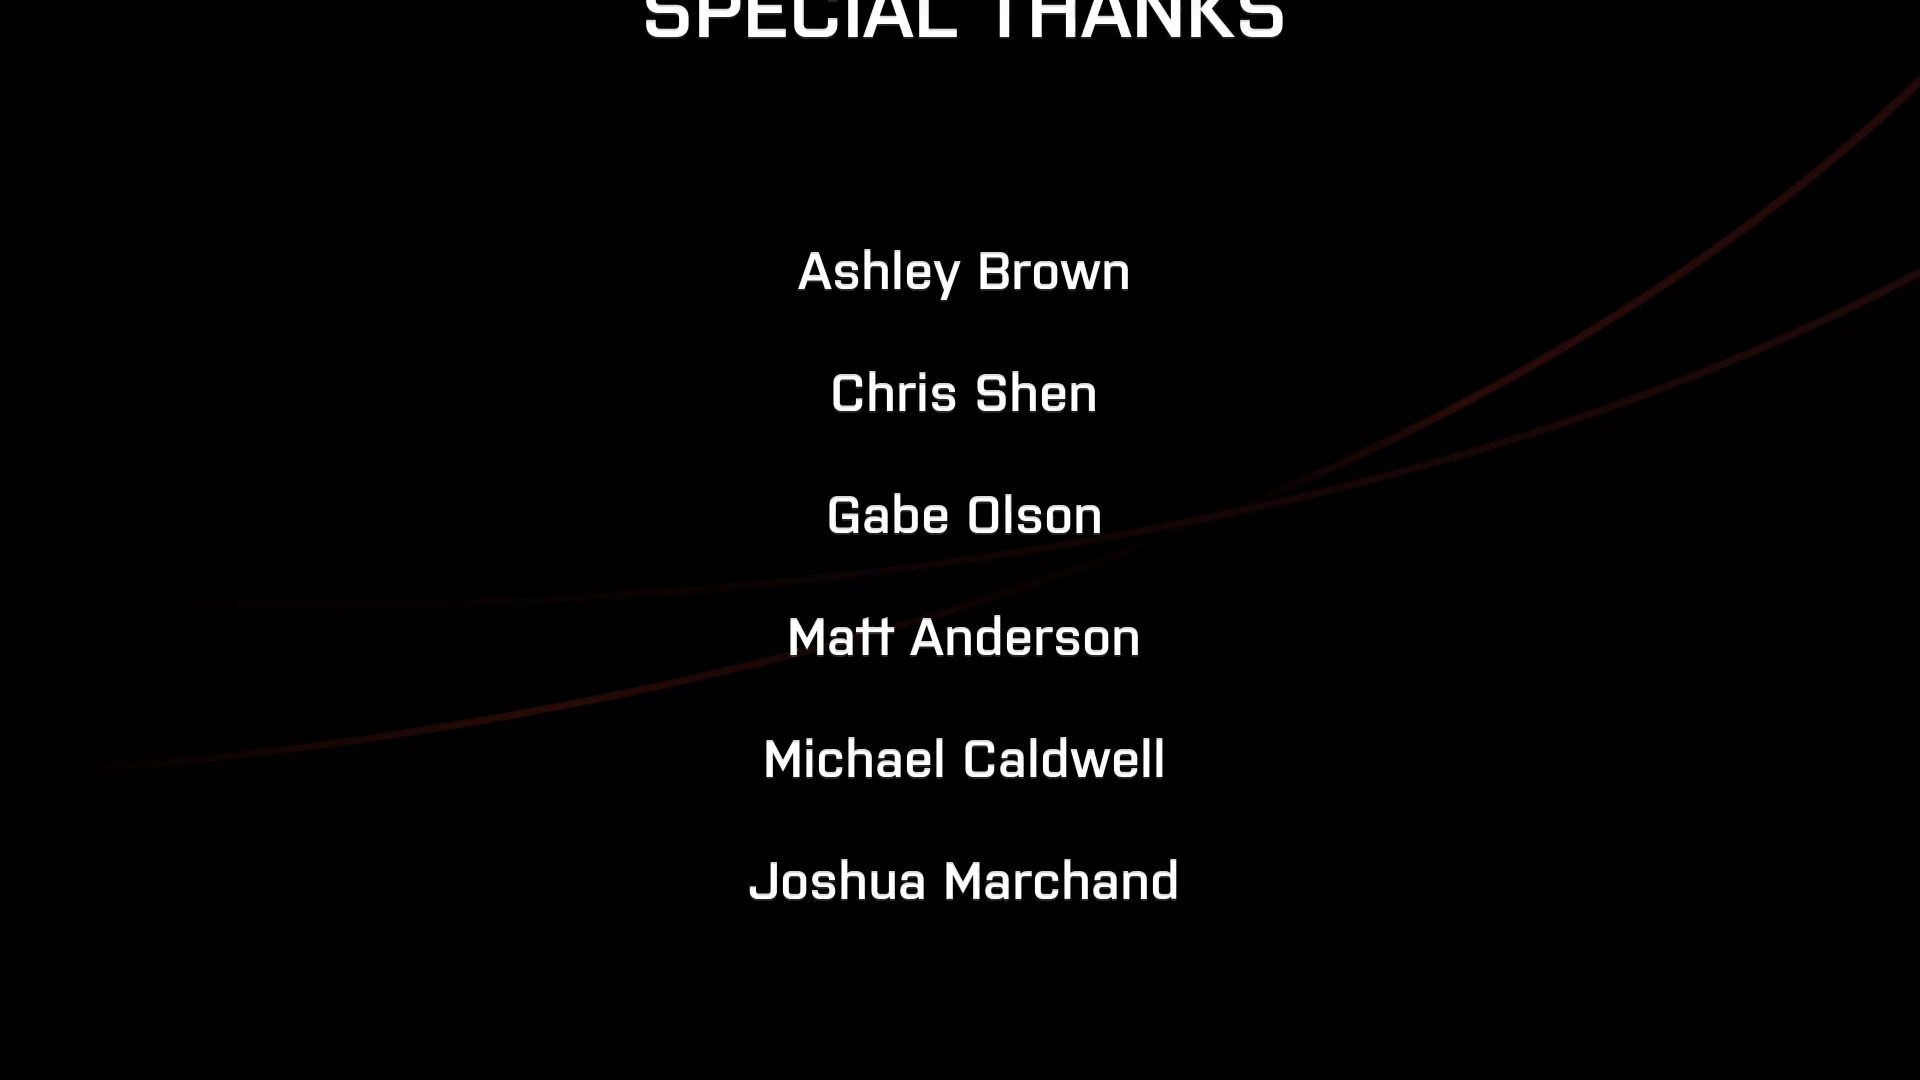 SPECIAL THANKS
Ashley Brown
Chris Shen
Gabe Olson
Matt Anderson
Michael Caldwell
Joshua Marchand